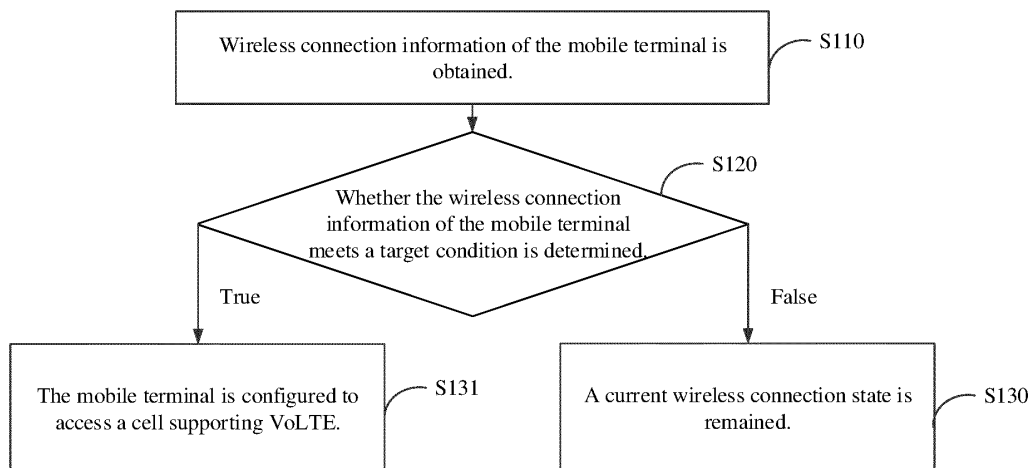 Wireless connection information of the mobile terminal is
obtained.
S110
S120
Whether the wireless connection
information of the mobile terminal
meets a target condition is determined.
True
False
The mobile terminal is configured to
access a cell supporting VoLTE.
S131
A current wireless connection state is
remained.
S130